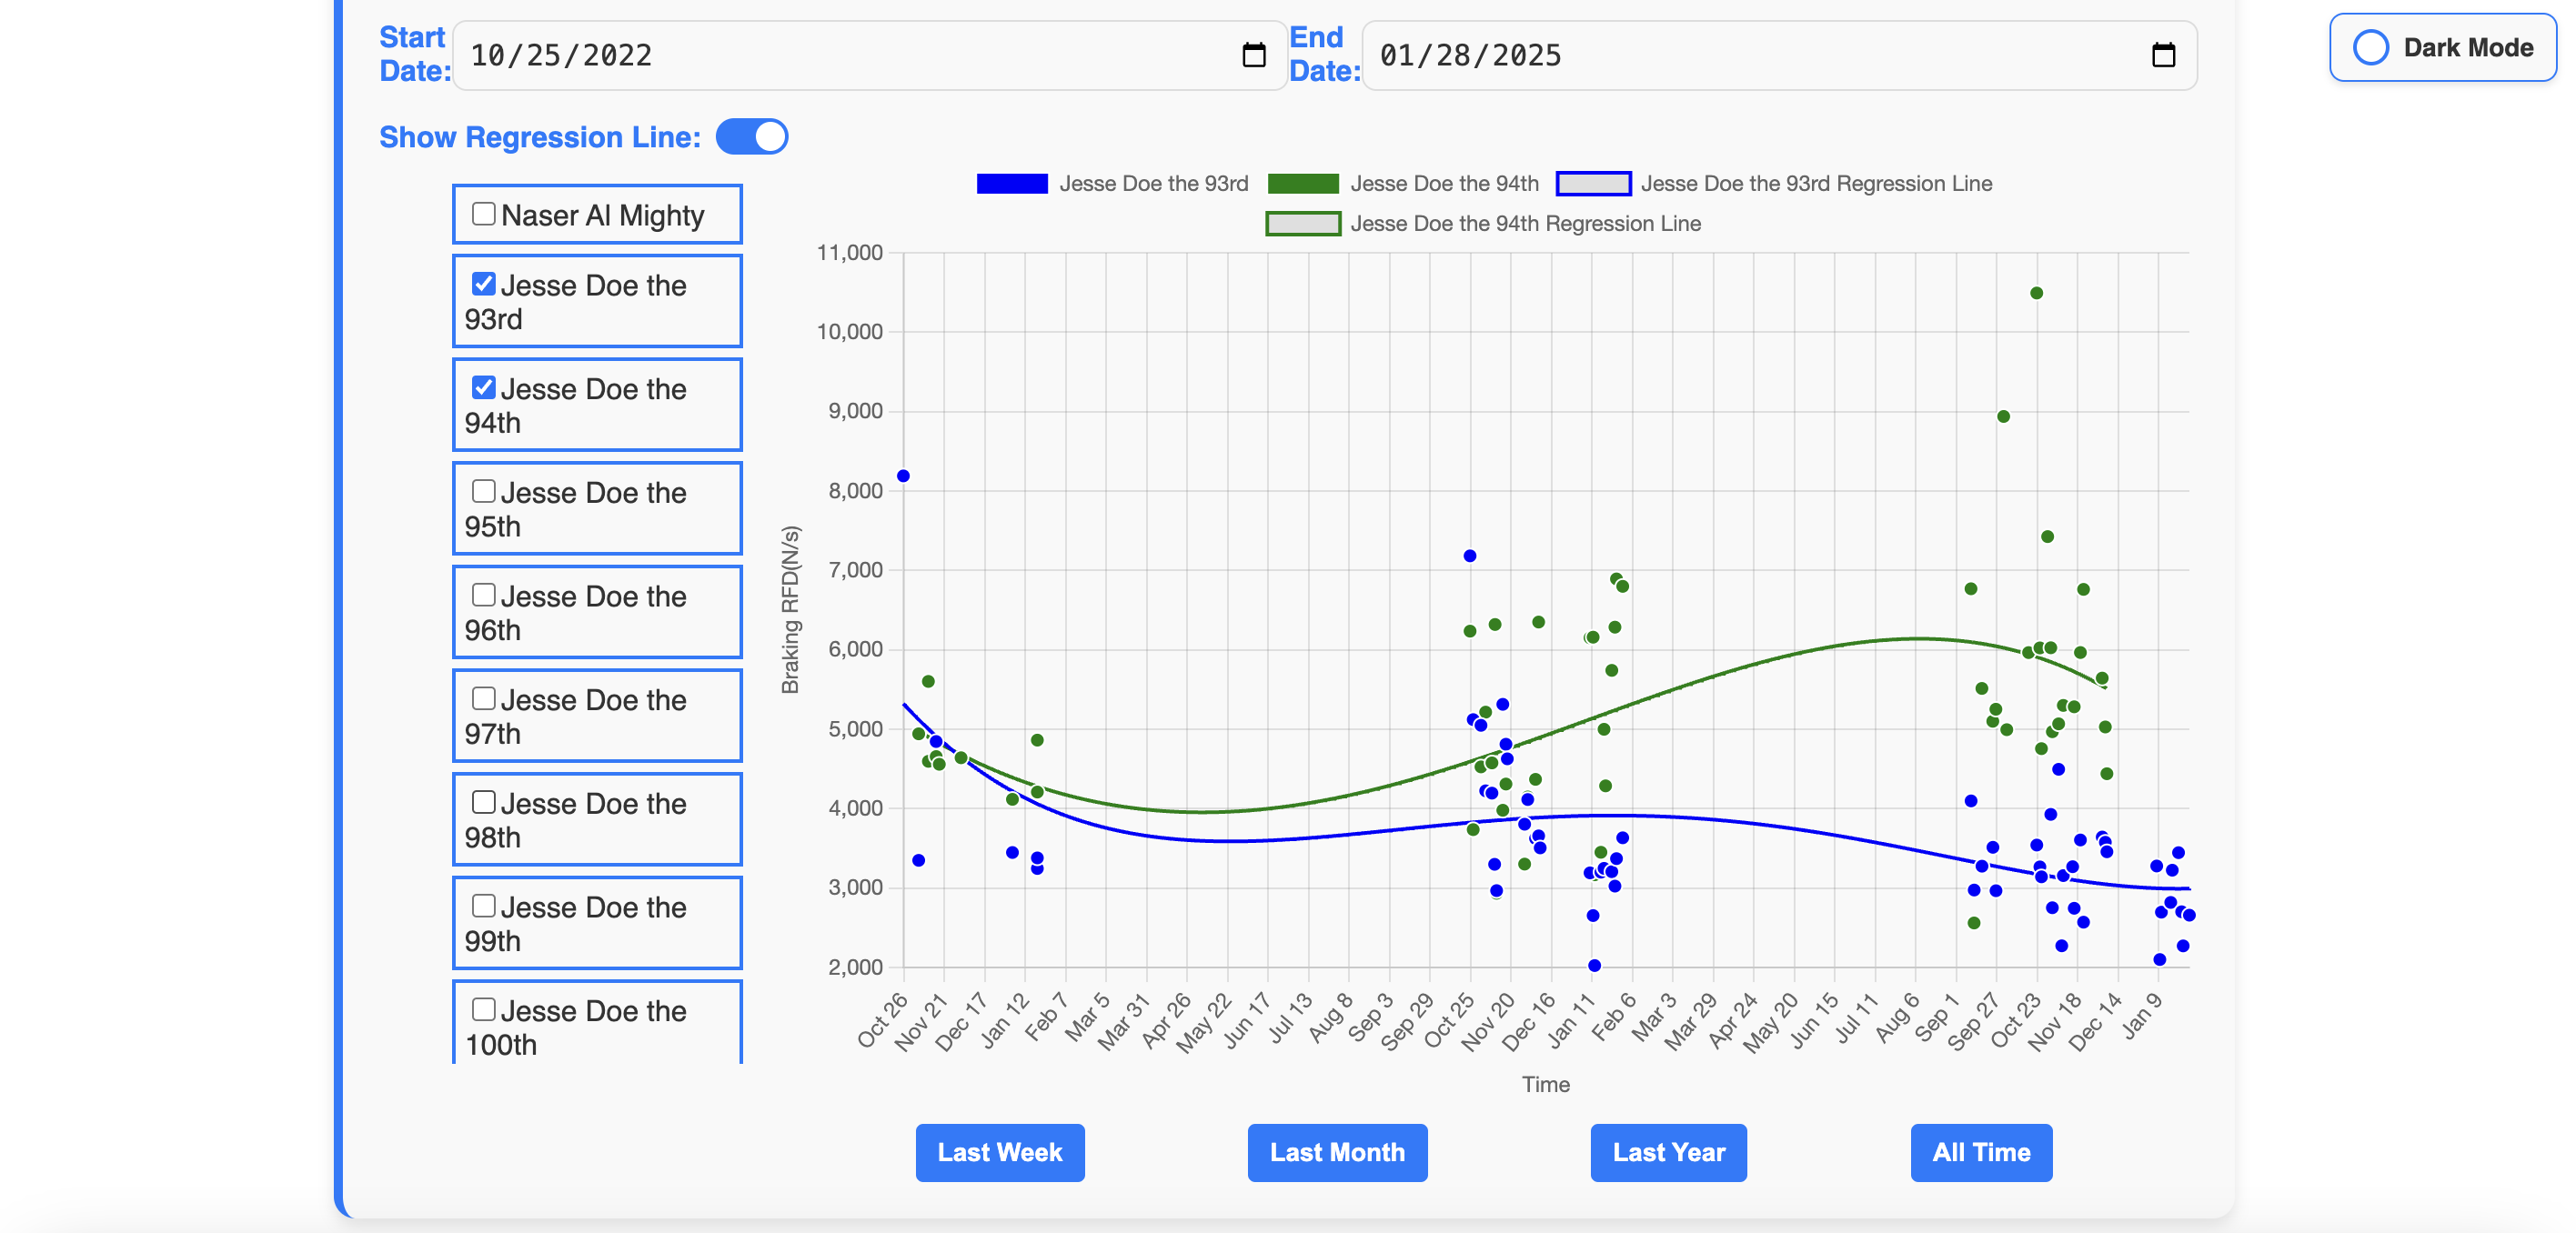 Start Date:
10/25/2022
End Date:
01/28/2025
Dark Mode
Show Regression Line:
Naser Al Mighty
Jesse Doe the 93rd
Jesse Doe the 94th
Jesse Doe the 95th
Jesse Doe the 96th
Jesse Doe the 97th
Jesse Doe the 98th
Jesse Doe the 99th
Jesse Doe the 100th
Jesse Doe the 93rd
Jesse Doe the 94th
Jesse Doe the 93rd Regression Line
Jesse Doe the 94th Regression Line
11,000
10,000
9,000
8,000
7,000
6,000
5,000
4,000
3,000
2,000
Braking RFD(N/s)
Oct 26
Nov 21
Dec 17
Jan 12
Feb 7
Mar 5
Mar 31
Apr 26
May 22
Jun 17
Jul 13
Aug 8
Sep 3
Sep 29
Oct 25
Nov 20
Dec 16
Jan 11
Feb 6
Mar 3
Mar 29
Apr 24
May 20
Jun 15
Jul 11
Aug 6
Sep 1
Sep 27
Oct 23
Nov 18
Dec 14
Jan 9
Time
Last Week
Last Month
Last Year
All Time